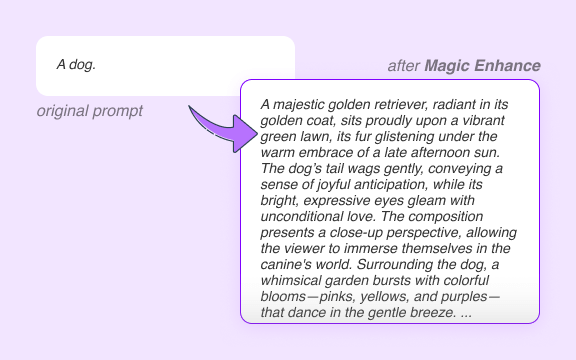 A dog.
original prompt
after Magic Enhance
A majestic golden retriever, radiant in its
golden coat, sits proudly upon a vibrant
green lawn, its fur glistening under the
warm embrace of a late afternoon sun.
The dog’s tail wags gently, conveying a
sense of joyful anticipation, while its
bright, expressive eyes gleam with
unconditional love. The composition
presents a close-up perspective, allowing
the viewer to immerse themselves in the
canine's world. Surrounding the dog, a
whimsical garden bursts with colorful
blooms—pinks, yellows, and purples—
that dance in the gentle breeze. ...